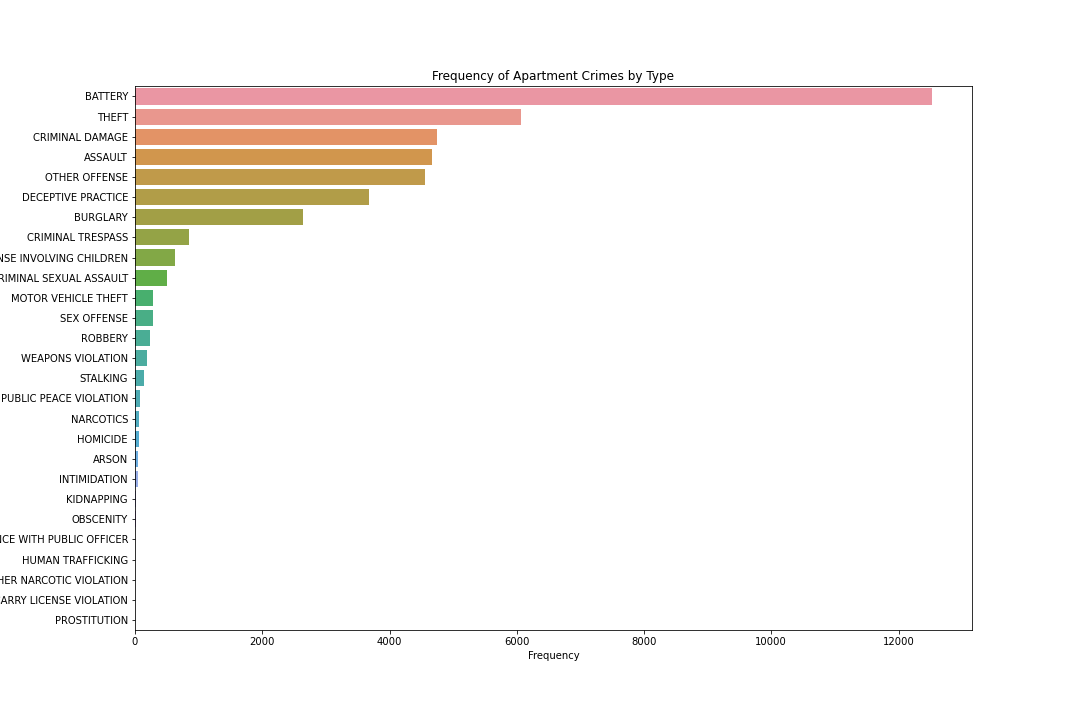 Frequency of Apartment Crimes by Type
BATTERY
THEFT
CRIMINAL DAMAGE
ASSAULT
OTHER OFFENSE
DECEPTIVE PRACTICE
BURGLARY
CRIMINAL TRESPASS
NSE INVOLVING CHILDREN
RIMINAL SEXUAL ASSAULT
MOTOR VEHICLE THEFT
SEX OFFENSE
ROBBERY
WEAPONS VIOLATION
STALKING
PUBLIC PEACE VIOLATION
NARCOTICS
HOMICIDE
ARSON
INTIMIDATION
KIDNAPPING
OBSCENITY
NCE WITH PUBLIC OFFICER
HUMAN TRAFFICKING
HER NARCOTIC VIOLATION
ARRY LICENSE VIOLATION
PROSTITUTION
0 2000 4000 6000 8000 10000 12000
Frequency